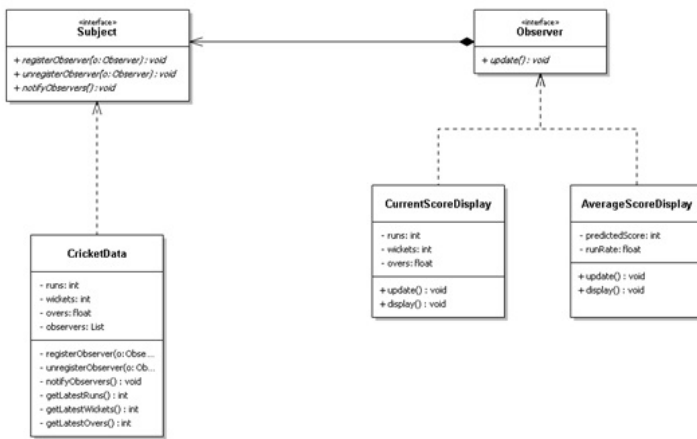 «interface»
Subject
+ registerObserver(o: Observer) : void
+ unregisterObserver(o: Observer) : void
+ notifyObservers() : void
«interface»
Observer
+ update() : void
CurrentScoreDisplay
- runs: int
- wickets: int
- overs: float
+ update() : void
+ display() : void
AverageScoreDisplay
- predictedScore: int
- runRate: float
+ update() : void
+ display() : void
CricketData
- runs: int
- wickets: int
- overs: float
- observers: List
- registerObserver(o: Obse...
- unregisterObserver(o: Ob...
- notifyObservers() : void
- getLatestRuns() : int
- getLatestWickets() : int
- getLatestOvers() : int